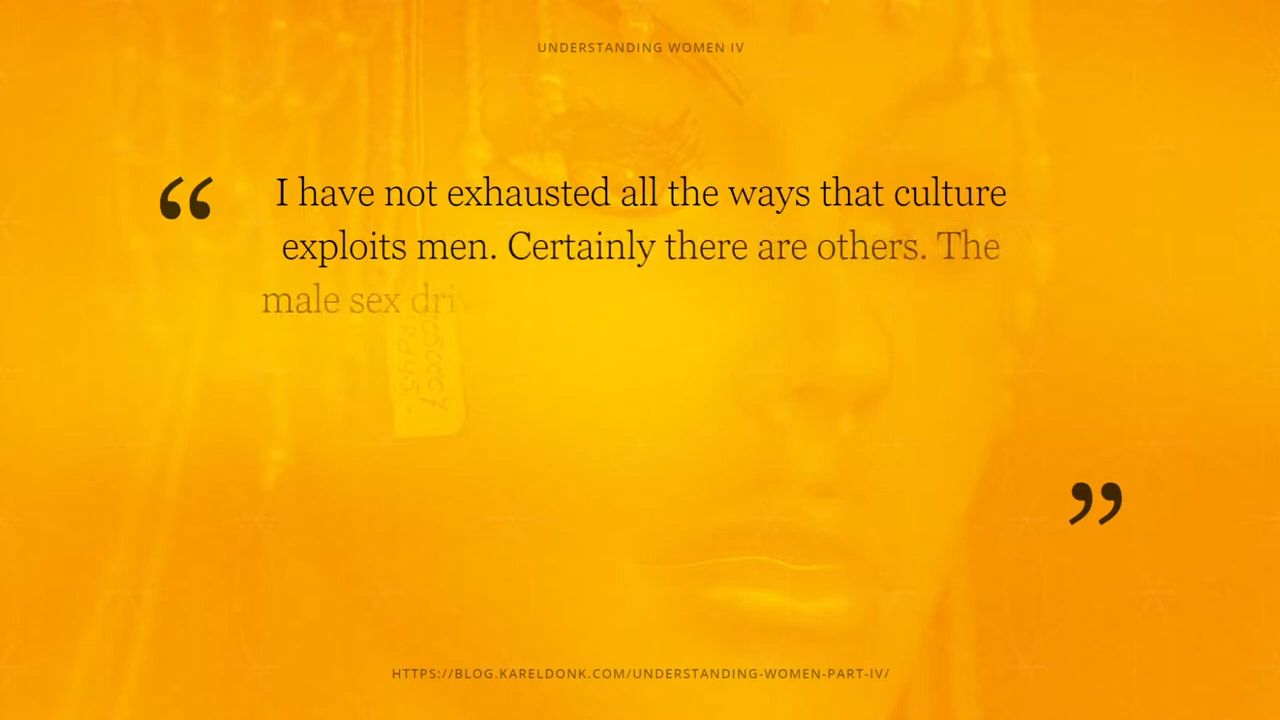 UNDERSTANDING WOMEN IV
“ I have not exhausted all the ways that culture
exploits men. Certainly there are others. The
male sex driv
”
HTTPS://BLOG.KARELDONK.COM/UNDERSTANDING-WOMEN-PART-IV/